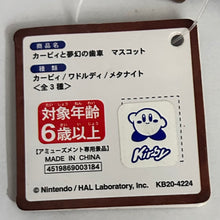 ■商品名
カービィと夢幻の歯車 マスコット
■種類
カービィ/ワドルディ/メタナイト
<全3種>
対象年齢
6歳以上
【アミューズメント専用景品】
MADE IN CHINA
4519869003184
Kirby
© Nintendo / HAL Laboratory, Inc.
KB20-4224